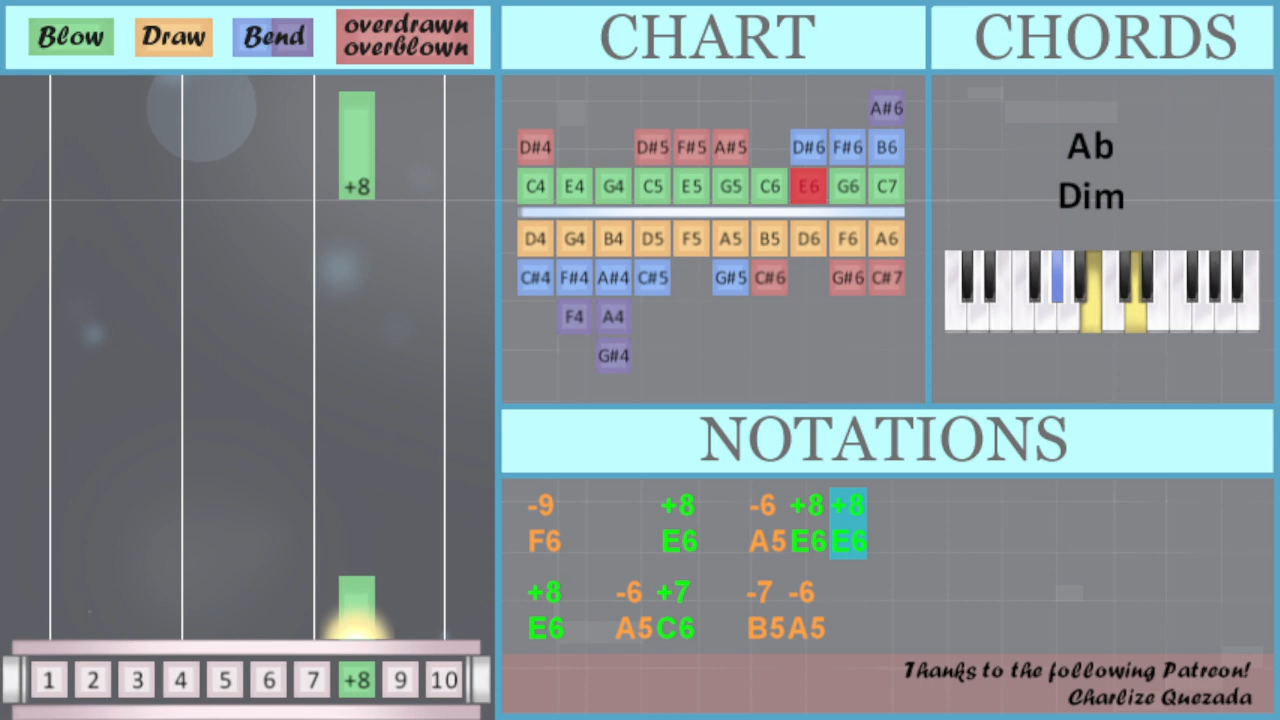 Blow Draw Bend overdrawn
overblown
CHART
CHORDS
+8
A#6
D#4 D#5 F#5 A#5 D#6 F#6 B6
C4 E4 G4 C5 E5 G5 C6 E6 G6 C7
D4 G4 B4 D5 F5 A5 B5 D6 F6 A6
C#4 F#4 A#4 C#5 G#5 C#6 G#6 C#7
F4 A4
G#4
Ab
Dim
NOTATIONS
-9 +8 -6 +8 +8
F6 E6 A5 E6 E6
+8 -6 +7 -7 -6
E6 A5 C6 B5 A5
1 2 3 4 5 6 7 +8 9 10
Thanks to the following Patreon!
Charlize Quezada